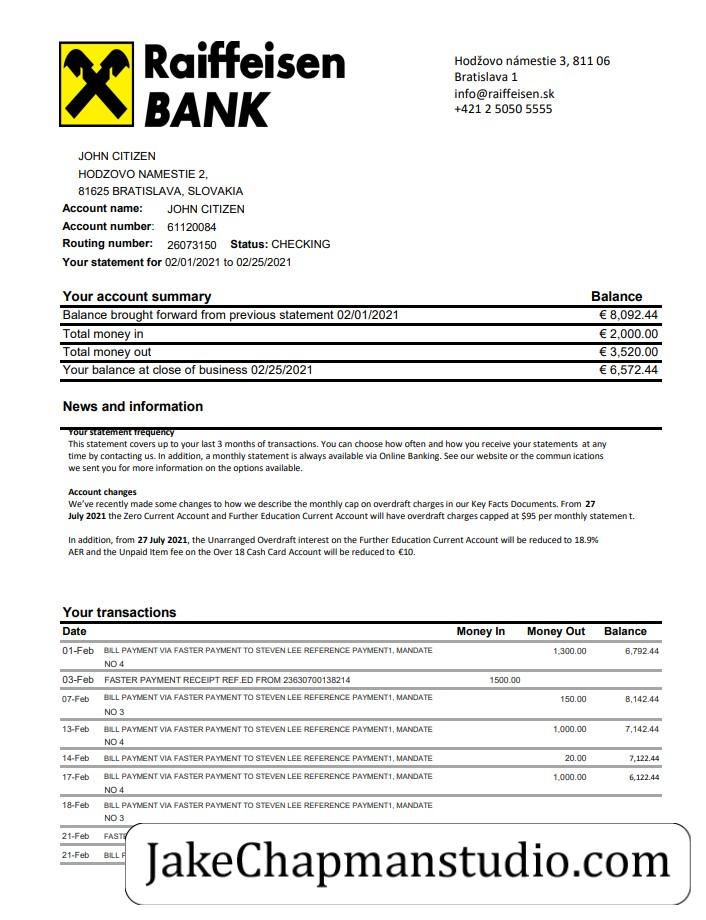 Raiffeisen
BANK
Hodžovo námestie 3, 811 06
Bratislava 1
info@raiffeisen.sk
+421 2 5050 5555
JOHN CITIZEN
HODZOVO NAMESTIE 2,
81625 BRATISLAVA, SLOVAKIA
Account name: JOHN CITIZEN
Account number: 61120084
Routing number: 26073150 Status: CHECKING
Your statement for 02/01/2021 to 02/25/2021
Your account summary Balance
Balance brought forward from previous statement 02/01/2021 € 8,092.44
Total money in € 2,000.00
Total money out € 3,520.00
Your balance at close of business 02/25/2021 € 6,572.44
News and information
Your statement frequency
This statement covers up to your last 3 months of transactions. You can choose how often and how you receive your statements at any
time by contacting us. In addition, a monthly statement is always available via Online Banking. See our website or the commun ications
we sent you for more information on the options available.
Account changes
We've recently made some changes to how we describe the monthly cap on overdraft charges in our Key Facts Documents. From 27
July 2021 the Zero Current Account and Further Education Current Account will have overdraft charges capped at $95 per monthly statemen t.
In addition, from 27 July 2021, the Unarranged Overdraft interest on the Further Education Current Account will be reduced to 18.9%
AER and the Unpaid Item fee on the Over 18 Cash Card Account will be reduced to €10.
Your transactions
Date Money In Money Out Balance
01-Feb BILL PAYMENT VIA FASTER PAYMENT TO STEVEN LEE REFERENCE PAYMENT1, MANDATE 1,300.00 6,792.44
NO 4
03-Feb FASTER PAYMENT RECEIPT REF.ED FROM 23630700138214 1500.00
07-Feb BILL PAYMENT VIA FASTER PAYMENT TO STEVEN LEE REFERENCE PAYMENT1, MANDATE 150.00 8,142.44
NO 3
13-Feb BILL PAYMENT VIA FASTER PAYMENT TO STEVEN LEE REFERENCE PAYMENT1, MANDATE 1,000.00 7,142.44
NO 4
14-Feb BILL PAYMENT VIA FASTER PAYMENT TO STEVEN LEE REFERENCE PAYMENT1, MANDATE 20.00 7,122.44
17-Feb BILL PAYMENT VIA FASTER PAYMENT TO STEVEN LEE REFERENCE PAYMENT1, MANDATE 1,000.00 6,122.44
NO 4
18-Feb BILL PAYMENT VIA FASTER PAYMENT TO STEVEN LEE REFERENCE PAYMENT1, MANDATE
NO 3
21-Feb
21-Feb BILL
JakeChapmanstudio.com